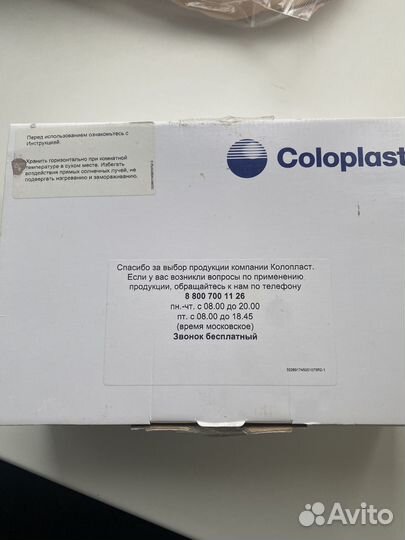 Перед использованием ознакомьтесь с
Инструкцией.
Хранить горизонтально при комнатной
температуре в сухом месте. Избегать
воздействия прямых солнечных лучей, не
подвергать нагреванию и замораживанию.
Coloplast
Спасибо за выбор продукции компании Колопласт.
Если у вас возникли вопросы по применению
продукции, обращайтесь к нам по телефону
8 800 700 11 26
пн.-чт. с 08.00 до 20.00
пт. с 08.00 до 18.45
(время московское)
Звонок бесплатный
Avito